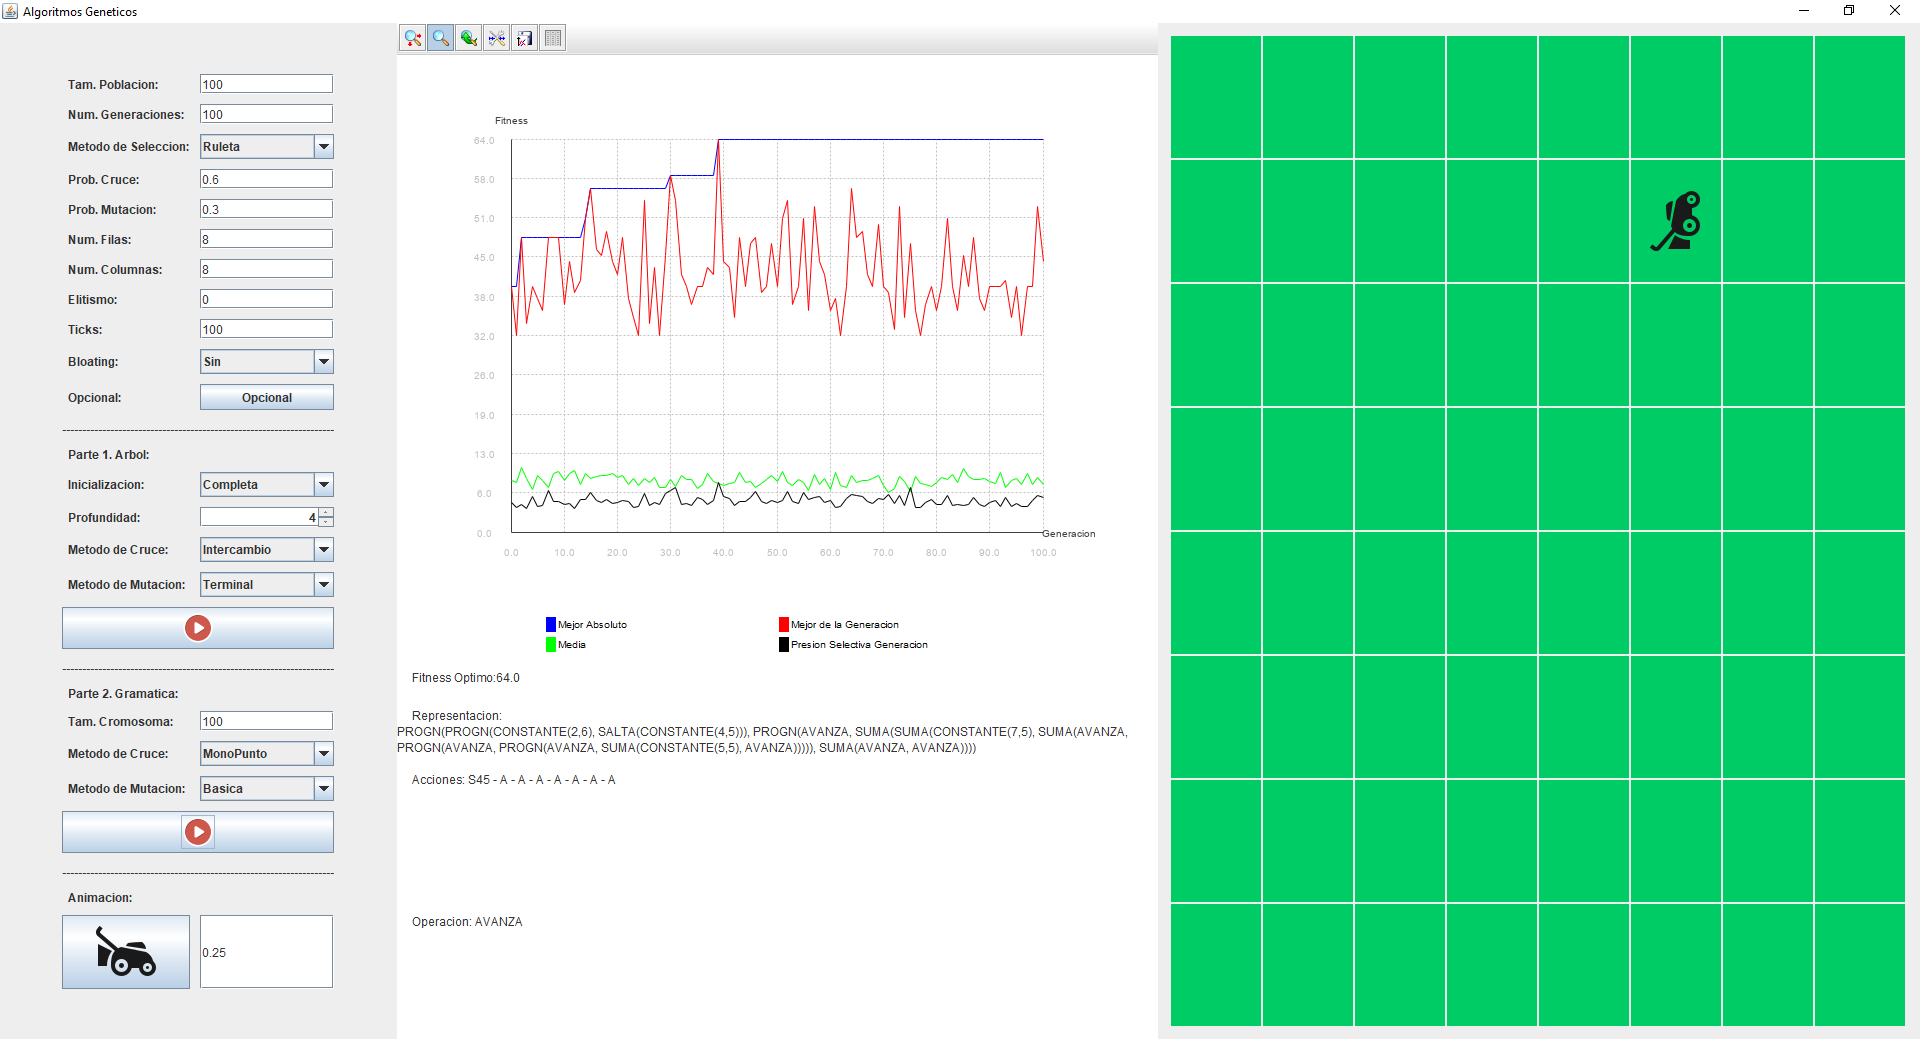 Algoritmos Geneticos
Tam. Poblacion: 100
Num. Generaciones: 100
Metodo de Seleccion: Ruleta
Prob. Cruce: 0.6
Prob. Mutacion: 0.3
Num. Filas: 8
Num. Columnas: 8
Elitismo: 0
Ticks: 100
Bloating: Sin
Opcional: Opcional
Parte 1. Arbol:
Inicializacion: Completa
Profundidad: 4
Metodo de Cruce: Intercambio
Metodo de Mutacion: Terminal
Parte 2. Gramatica:
Tam. Cromosoma: 100
Metodo de Cruce: MonoPunto
Metodo de Mutacion: Basica
Animacion:
0.25
Fitness
64.0
58.0
51.0
45.0
38.0
32.0
26.0
19.0
13.0
6.0
0.0
Generacion
0.0 10.0 20.0 30.0 40.0 50.0 60.0 70.0 80.0 90.0 100.0
Mejor Absoluto Mejor de la Generacion
Media Presion Selectiva Generacion
Fitness Optimo:64.0
Representacion:
PROGN(PROGN(CONSTANTE(2,6), SALTA(CONSTANTE(4,5))), PROGN(AVANZA, SUMA(SUMA(CONSTANTE(7,5), SUMA(AVANZA,
PROGN(AVANZA, PROGN(AVANZA, SUMA(CONSTANTE(5,5), AVANZA))))), SUMA(AVANZA, AVANZA))))
Acciones: S45 - A - A - A - A - A - A - A
Operacion: AVANZA